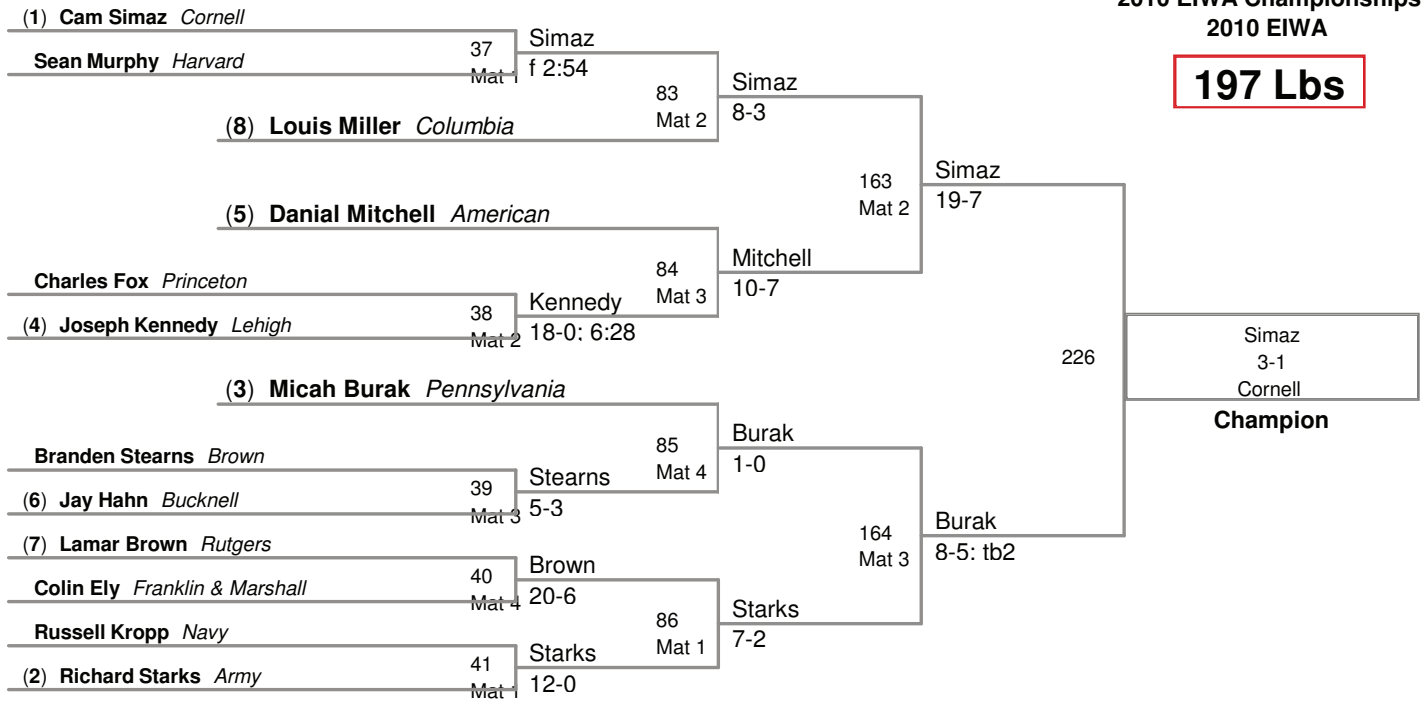 2010 EIWA Championships
2010 EIWA
197 Lbs
(1) Cam Simaz Cornell
Sean Murphy Harvard
37
Mat 1
Simaz
f 2:54
(8) Louis Miller Columbia
83
Mat 2
Simaz
8-3
(5) Danial Mitchell American
Charles Fox Princeton
(4) Joseph Kennedy Lehigh
38
Mat 2
Kennedy
18-0; 6:28
84
Mat 3
Mitchell
10-7
163
Mat 2
Simaz
19-7
(3) Micah Burak Pennsylvania
Branden Stearns Brown
(6) Jay Hahn Bucknell
39
Mat 3
Stearns
5-3
85
Mat 4
Burak
1-0
(7) Lamar Brown Rutgers
Colin Ely Franklin & Marshall
40
Mat 4
Brown
20-6
Russell Kropp Navy
(2) Richard Starks Army
41
Mat 1
Starks
12-0
86
Mat 1
Starks
7-2
164
Mat 3
Burak
8-5; tb2
226
Simaz
3-1
Cornell
Champion